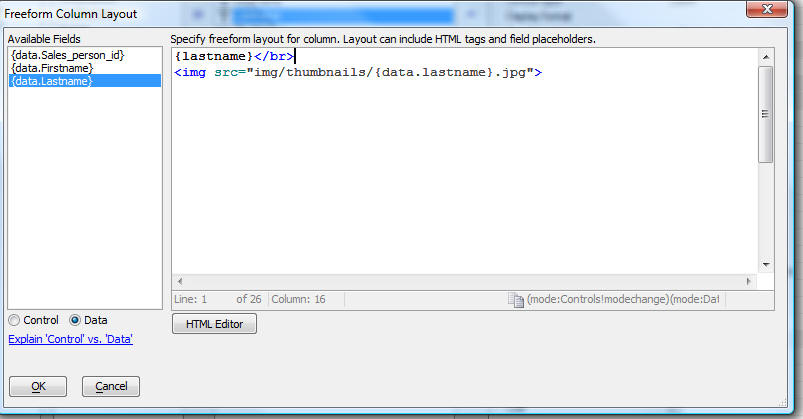 Freeform Column Layout
Available Fields
{data.Sales_person_id}
{data.Firstname}
{data.Lastname}
Specify freeform layout for column. Layout can include HTML tags and field placeholders.
{lastname}</br>
<img src="img/thumbnails/{data.lastname}.jpg">
Line: 1 of 26 Column: 16 (mode:Controls!modechange)(mode:Dat
Control Data
Explain 'Control' vs. 'Data'
HTML Editor
OK Cancel